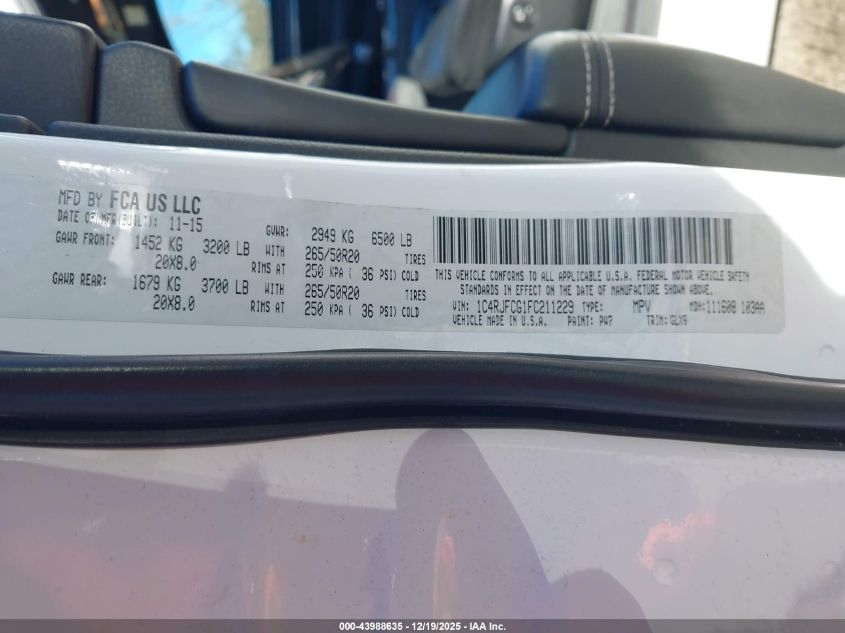 MFD BY FCA US LLC
DATE OF MFR(BUILT): 11-15 GVWR: 2949 KG 6500 LB
GAWR FRONT: 1452 KG 3200 LB WITH 265/50R20 TIRES
20X8.0 RIMS AT 250 KPA ( 36 PSI) COLD
GAWR REAR: 1679 KG 3700 LB WITH 265/50R20 TIRES
20X8.0 RIMS AT 250 KPA ( 36 PSI) COLD
THIS VEHICLE CONFORMS TO ALL APPLICABLE U.S.A. FEDERAL MOTOR VEHICLE SAFETY
STANDARDS IN EFFECT ON THE DATE OF MANUFACTURE SHOWN ABOVE.
VIN: 1C4RJFCG1FC211229 TYPE: MPV MDH: 111608 103AA
VEHICLE MADE IN U.S.A. PAINT: PW7 TRIM: GLX9
000-43988635 - 12/19/2025 - IAA Inc.